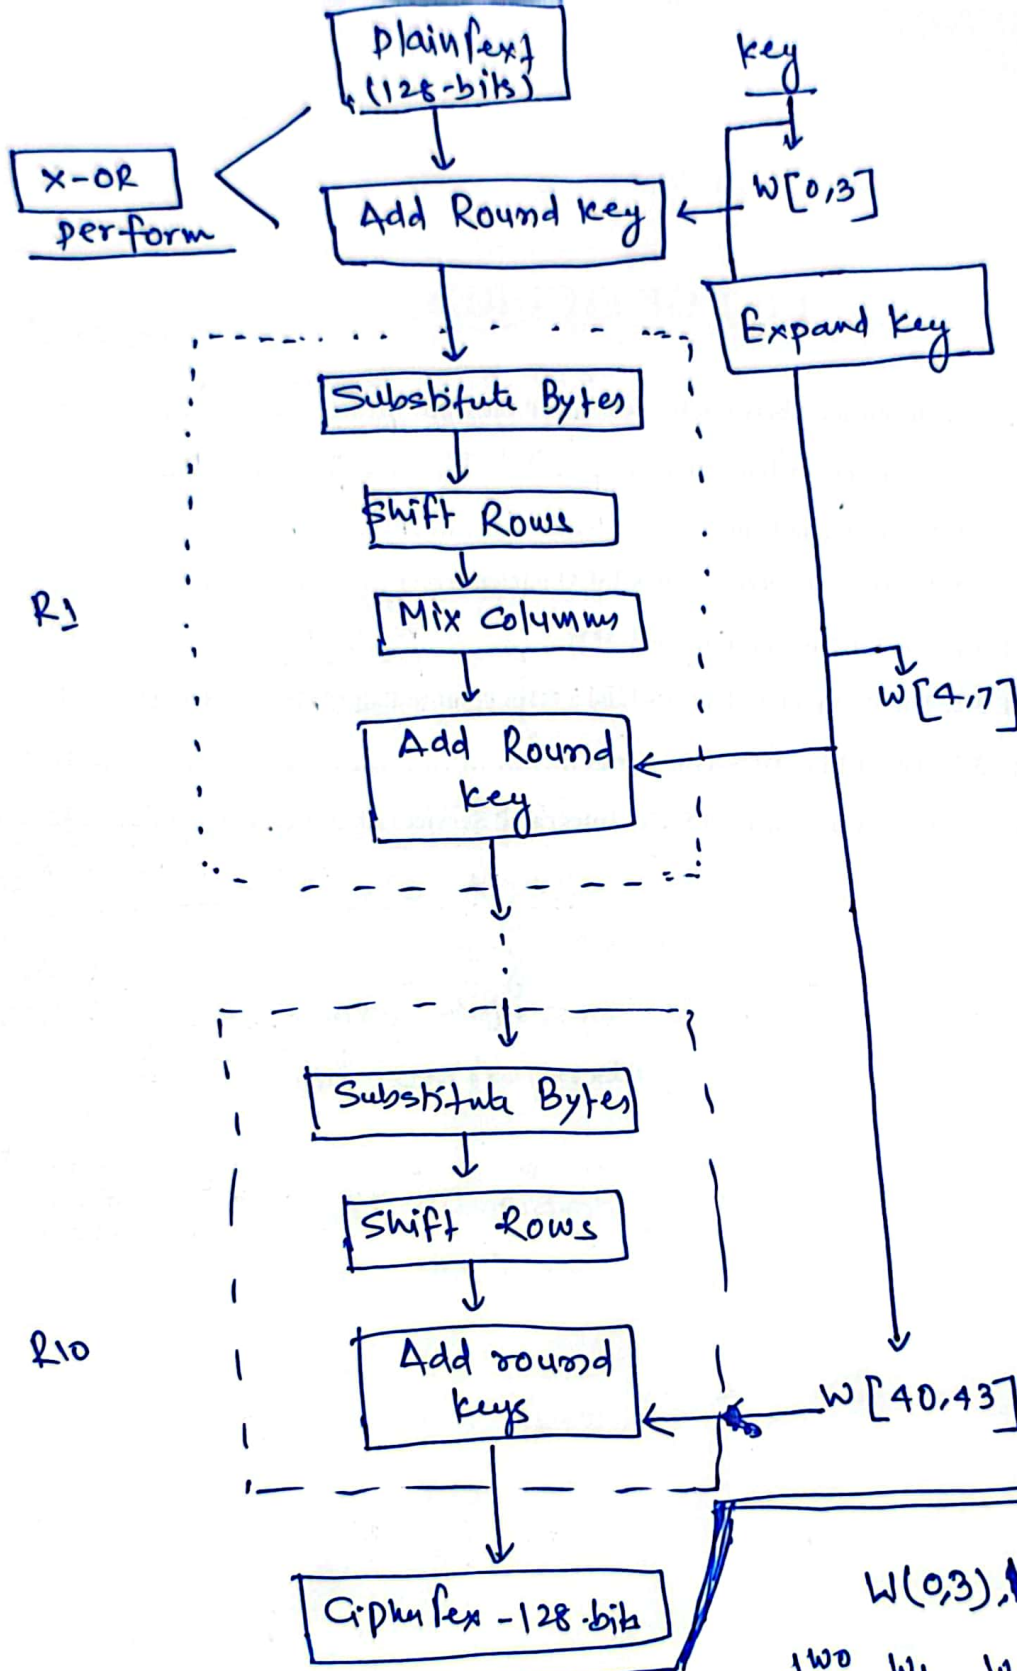 Plaintext
(128-bits)
key
X-OR
perform
Add Round key
W[0,3]
Expand key
Substitute Bytes
Shift Rows
R1
Mix Columns
W[4,7]
Add Round
key
Substitute Bytes
Shift Rows
R10
Add round
keys
W[40,43]
W(0,3),
-128-bits